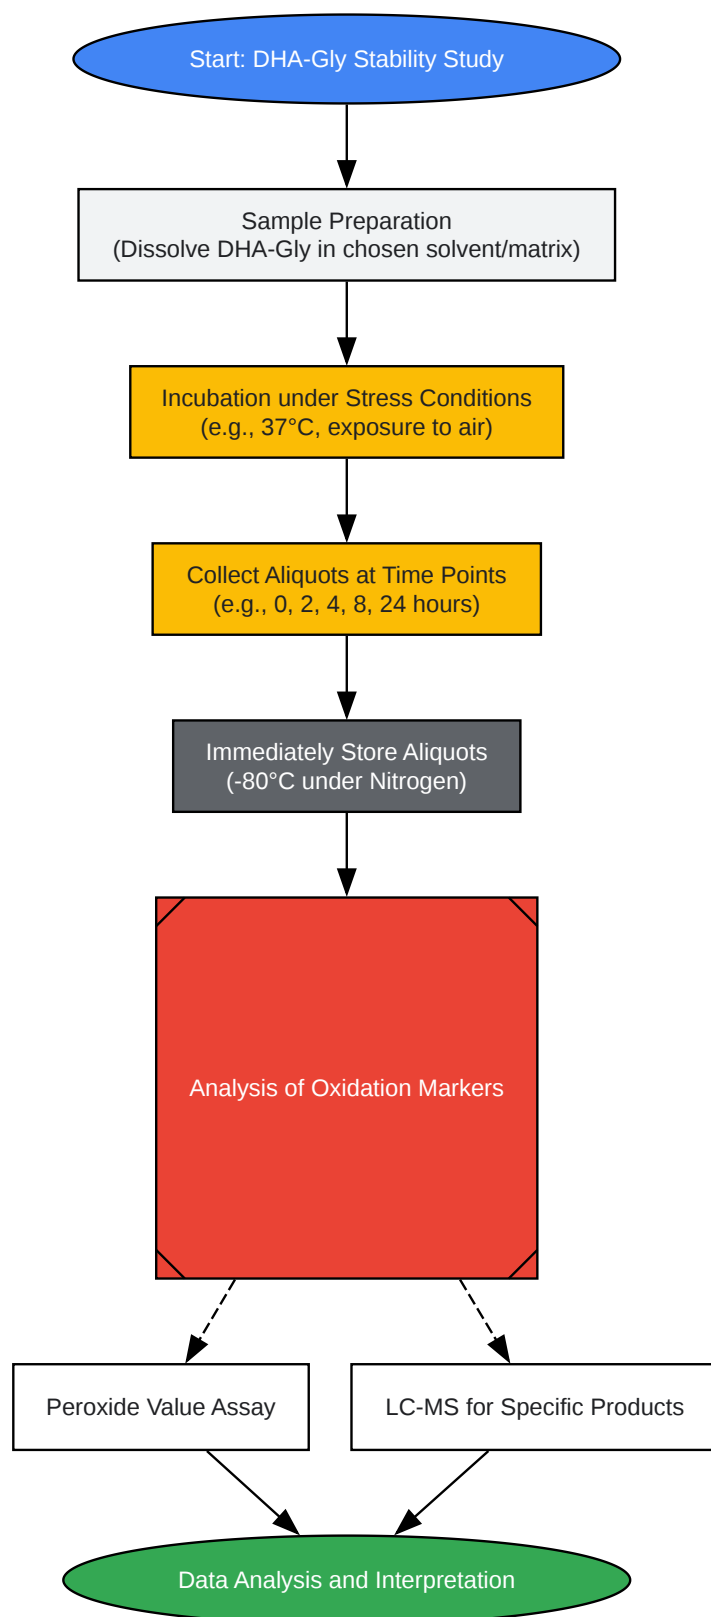 Start: DHA-Gly Stability Study
Sample Preparation
(Dissolve DHA-Gly in chosen solvent/matrix)
Incubation under Stress Conditions
(e.g., 37°C, exposure to air)
Collect Aliquots at Time Points
(e.g., 0, 2, 4, 8, 24 hours)
Immediately Store Aliquots
(-80°C under Nitrogen)
Analysis of Oxidation Markers
Peroxide Value Assay
LC-MS for Specific Products
Data Analysis and Interpretation